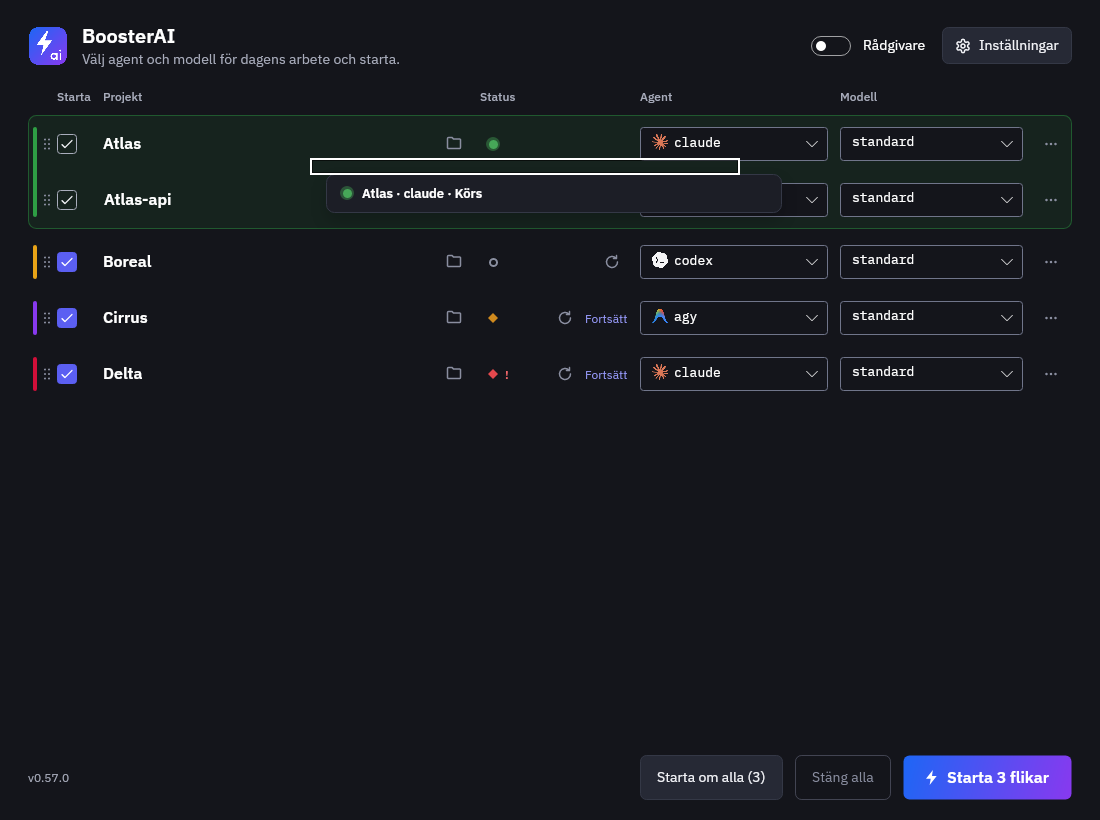 ai
BoosterAI
Välj agent och modell för dagens arbete och starta.
Rådgivare
Inställningar
Starta
Projekt
Status
Agent
Modell
Atlas
claude
standard
Atlas · claude · Körs
Atlas-api
standard
Boreal
codex
standard
Cirrus
Fortsätt
agy
standard
Delta
!
Fortsätt
claude
standard
v0.57.0
Starta om alla (3)
Stäng alla
Starta 3 flikar